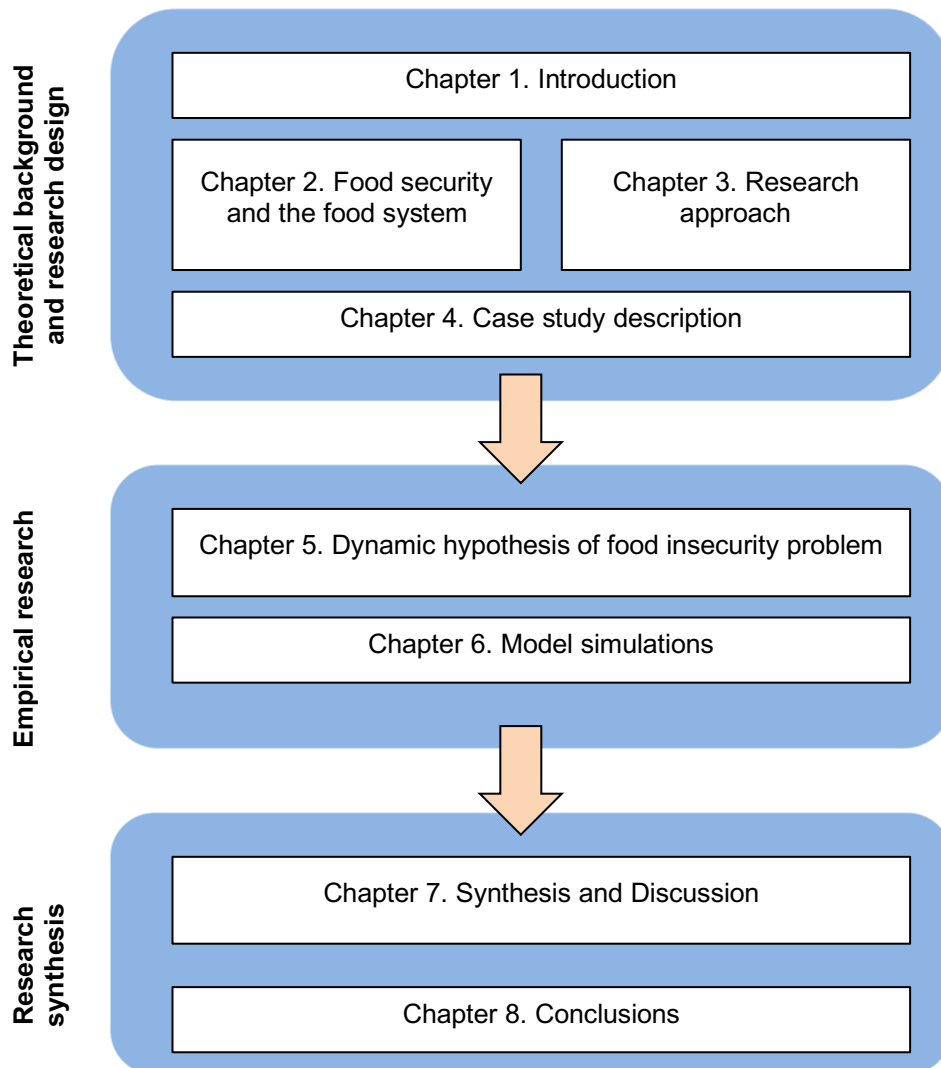 Theoretical background
and research design
Chapter 1. Introduction
Chapter 2. Food security
and the food system
Chapter 3. Research
approach
Chapter 4. Case study description
Empirical research
Chapter 5. Dynamic hypothesis of food insecurity problem
Chapter 6. Model simulations
Research
synthesis
Chapter 7. Synthesis and Discussion
Chapter 8. Conclusions